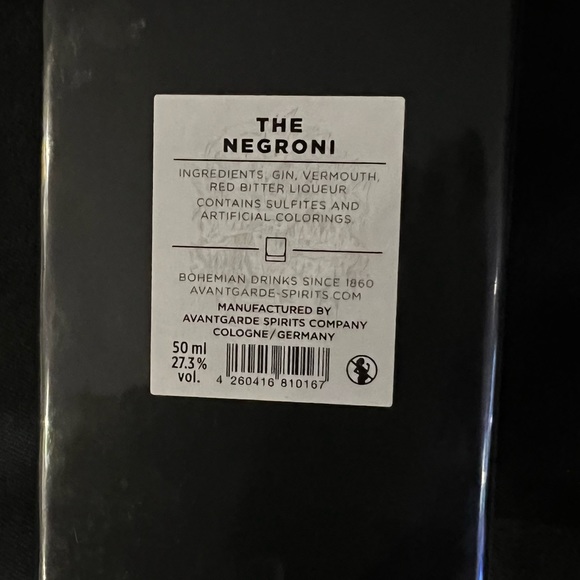 THE
NEGRONI
INGREDIENTS, GIN, VERMOUTH,
RED BITTER LIQUEUR
CONTAINS SULFITES AND
ARTIFICIAL COLORINGS.
BOHEMIAN DRINKS SINCE 1860
AVANTGARDE-SPIRITS.COM
MANUFACTURED BY
AVANTGARDE SPIRITS COMPANY
COLOGNE/GERMANY
50 ml
27.3%
vol.
4 260416 810167